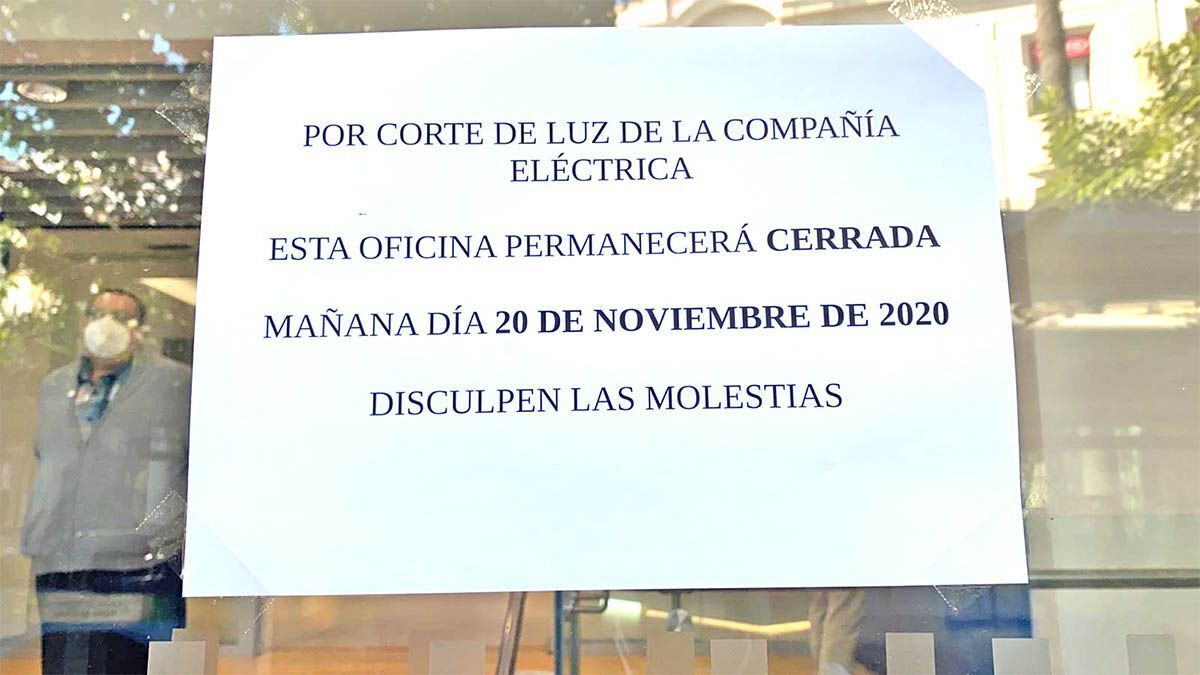 POR CORTE DE LUZ DE LA COMPAÑÍA
ELÉCTRICA
ESTA OFICINA PERMANECERÁ CERRADA
MAÑANA DÍA 20 DE NOVIEMBRE DE 2020
DISCULPEN LAS MOLESTIAS